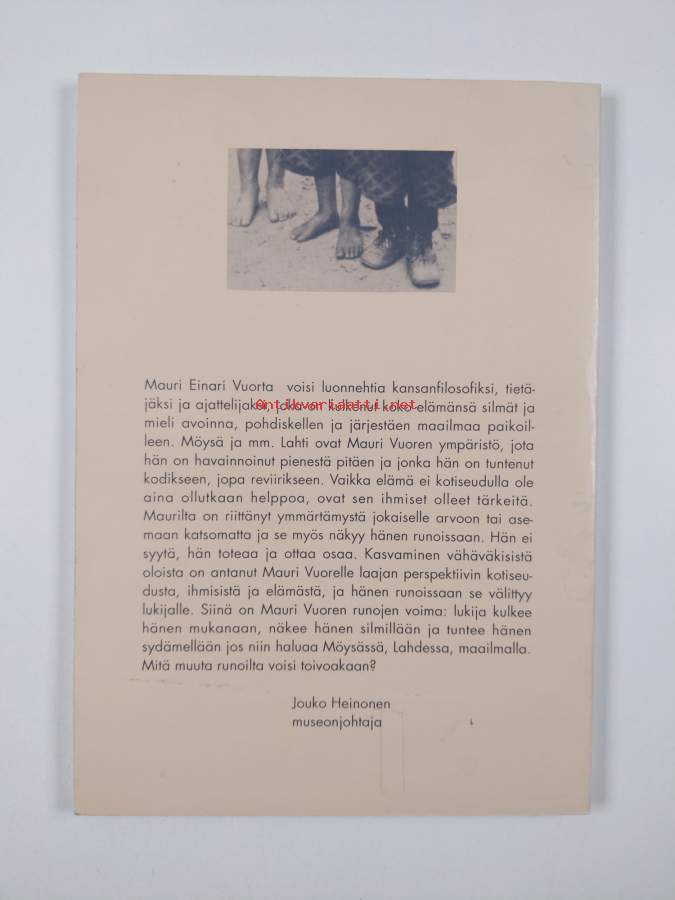 Mauri Einari Vuorta voisi luonnehtia kansanfilosofiksi, tietä-
jäksi ja ajattelijaksi, joka on kulkenut koko elämänsä silmät ja
Antikvariaatti.net
mieli avoinna, pohdiskellen ja järjestäen maailmaa paikoil-
leen. Möysä ja mm. Lahti ovat Mauri Vuoren ympäristö, jota
hän on havainnoinut pienestä pitäen ja jonka hän on tuntenut
kodikseen, jopa reviirikseen. Vaikka elämä ei kotiseudulla ole
aina ollutkaan helppoa, ovat sen ihmiset olleet tärkeitä.
Maurilta on riittänyt ymmärtämystä jokaiselle arvoon tai ase-
maan katsomatta ja se myös näkyy hänen runoissaan. Hän ei
syytä, hän toteaa ja ottaa osaa. Kasvaminen vähäväkisistä
oloista on antanut Mauri Vuorelle laajan perspektiivin kotiseu-
dusta, ihmisistä ja elämästä, ja hänen runoissaan se välittyy
lukijalle. Siinä on Mauri Vuoren runojen voima: lukija kulkee
hänen mukanaan, näkee hänen silmillään ja tuntee hänen
sydämellään jos niin haluaa Möysässä, Lahdessa, maailmalla.
Mitä muuta runoilta voisi toivoakaan?
Jouko Heinonen
museonjohtaja